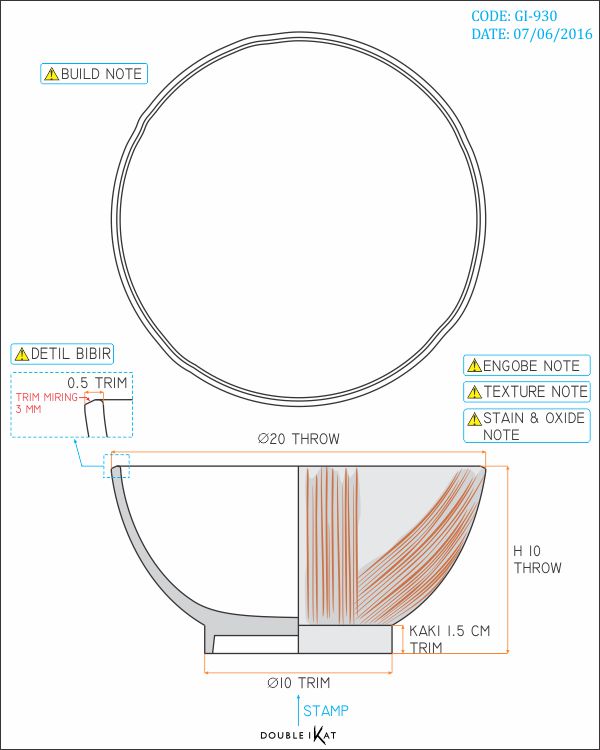 CODE: GI-930
DATE: 07/06/2016
BUILD NOTE
DETIL BIBIR
0.5 TRIM
TRIM MIRING
3 MM
ENGOBE NOTE
TEXTURE NOTE
STAIN & OXIDE
NOTE
Ø20 THROW
H 10
THROW
KAKI 1.5 CM
TRIM
Ø10 TRIM
STAMP
DOUBLE IKAT